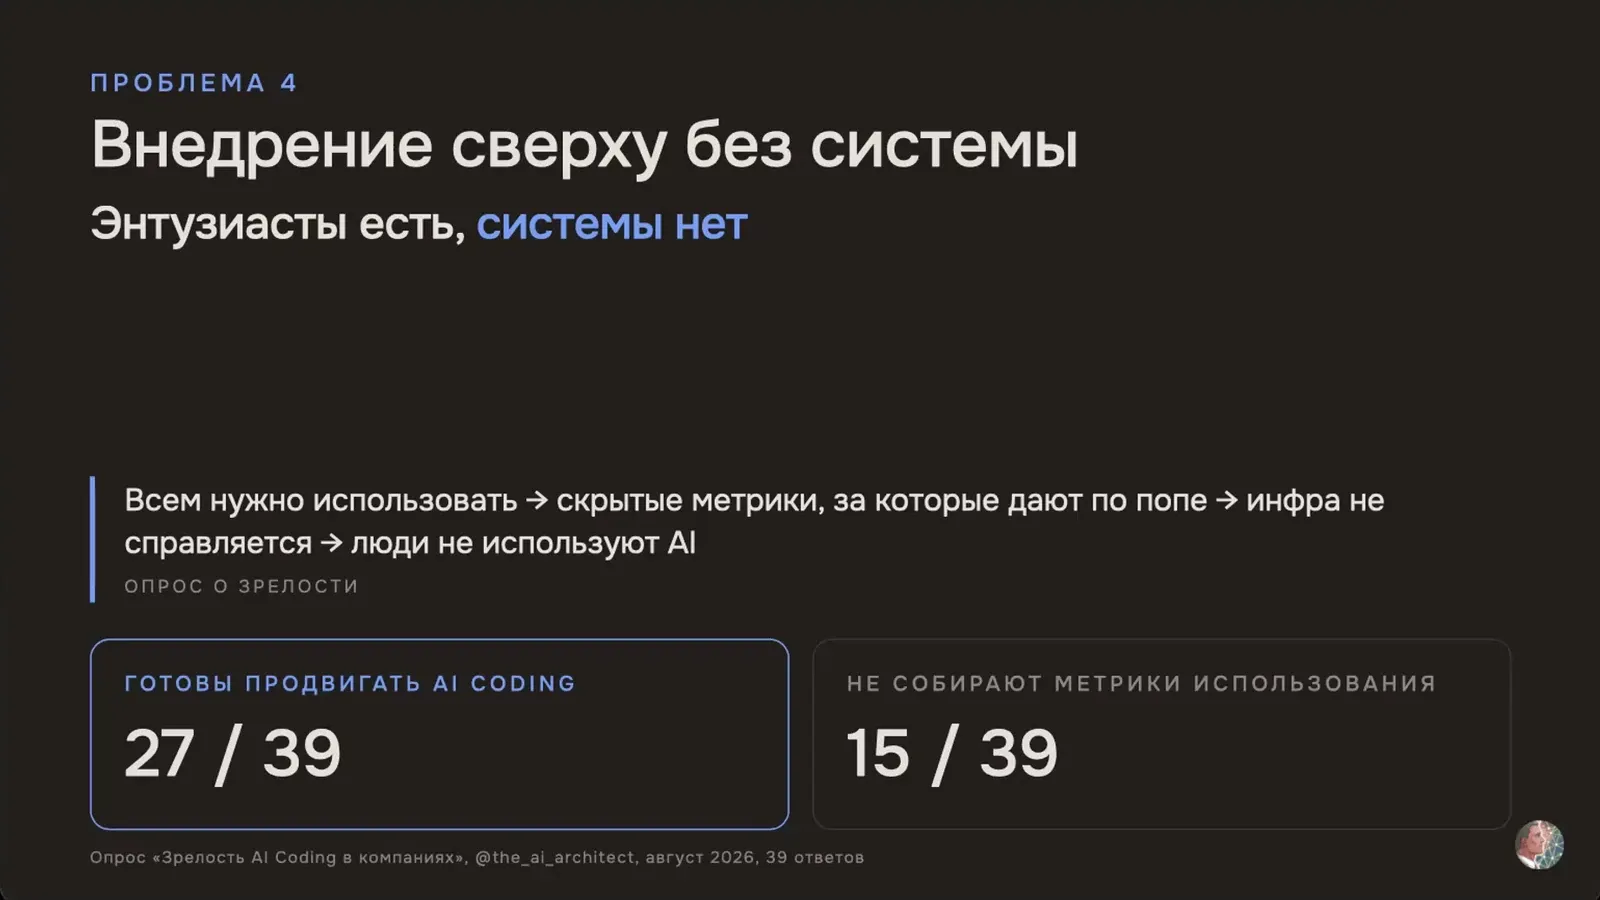 ПРОБЛЕМА 4
Внедрение сверху без системы
Энтузиасты есть, системы нет
Всем нужно использовать → скрытые метрики, за которые дают по попе → инфра не
справляется → люди не используют AI
ОПРОС О ЗРЕЛОСТИ
ГОТОВЫ ПРОДВИГАТЬ AI CODING
27 / 39
НЕ СОБИРАЮТ МЕТРИКИ ИСПОЛЬЗОВАНИЯ
15 / 39
Опрос «Зрелость AI Coding в компаниях», @the_ai_architect, август 2026, 39 ответов